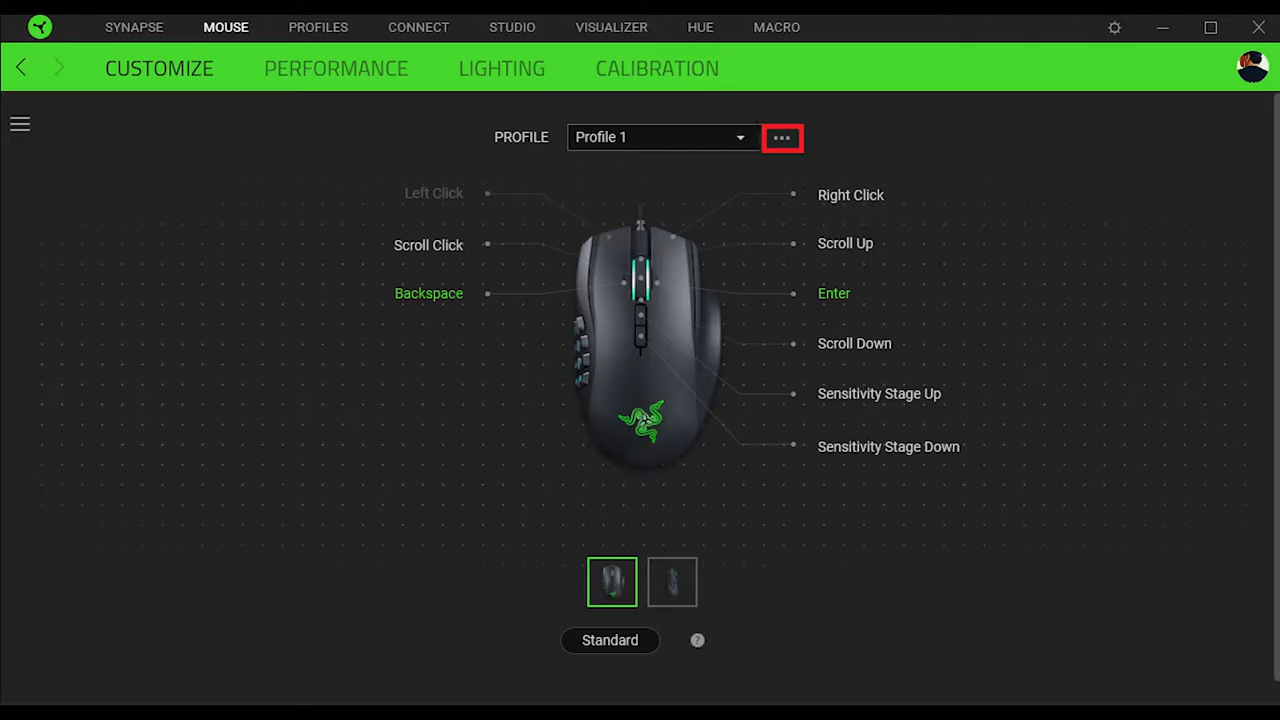 SYNAPSE MOUSE PROFILES CONNECT STUDIO VISUALIZER HUE MACRO
CUSTOMIZE PERFORMANCE LIGHTING CALIBRATION
PROFILE Profile 1
Left Click
Right Click
Scroll Click
Scroll Up
Backspace
Enter
Scroll Down
Sensitivity Stage Up
Sensitivity Stage Down
Standard ?